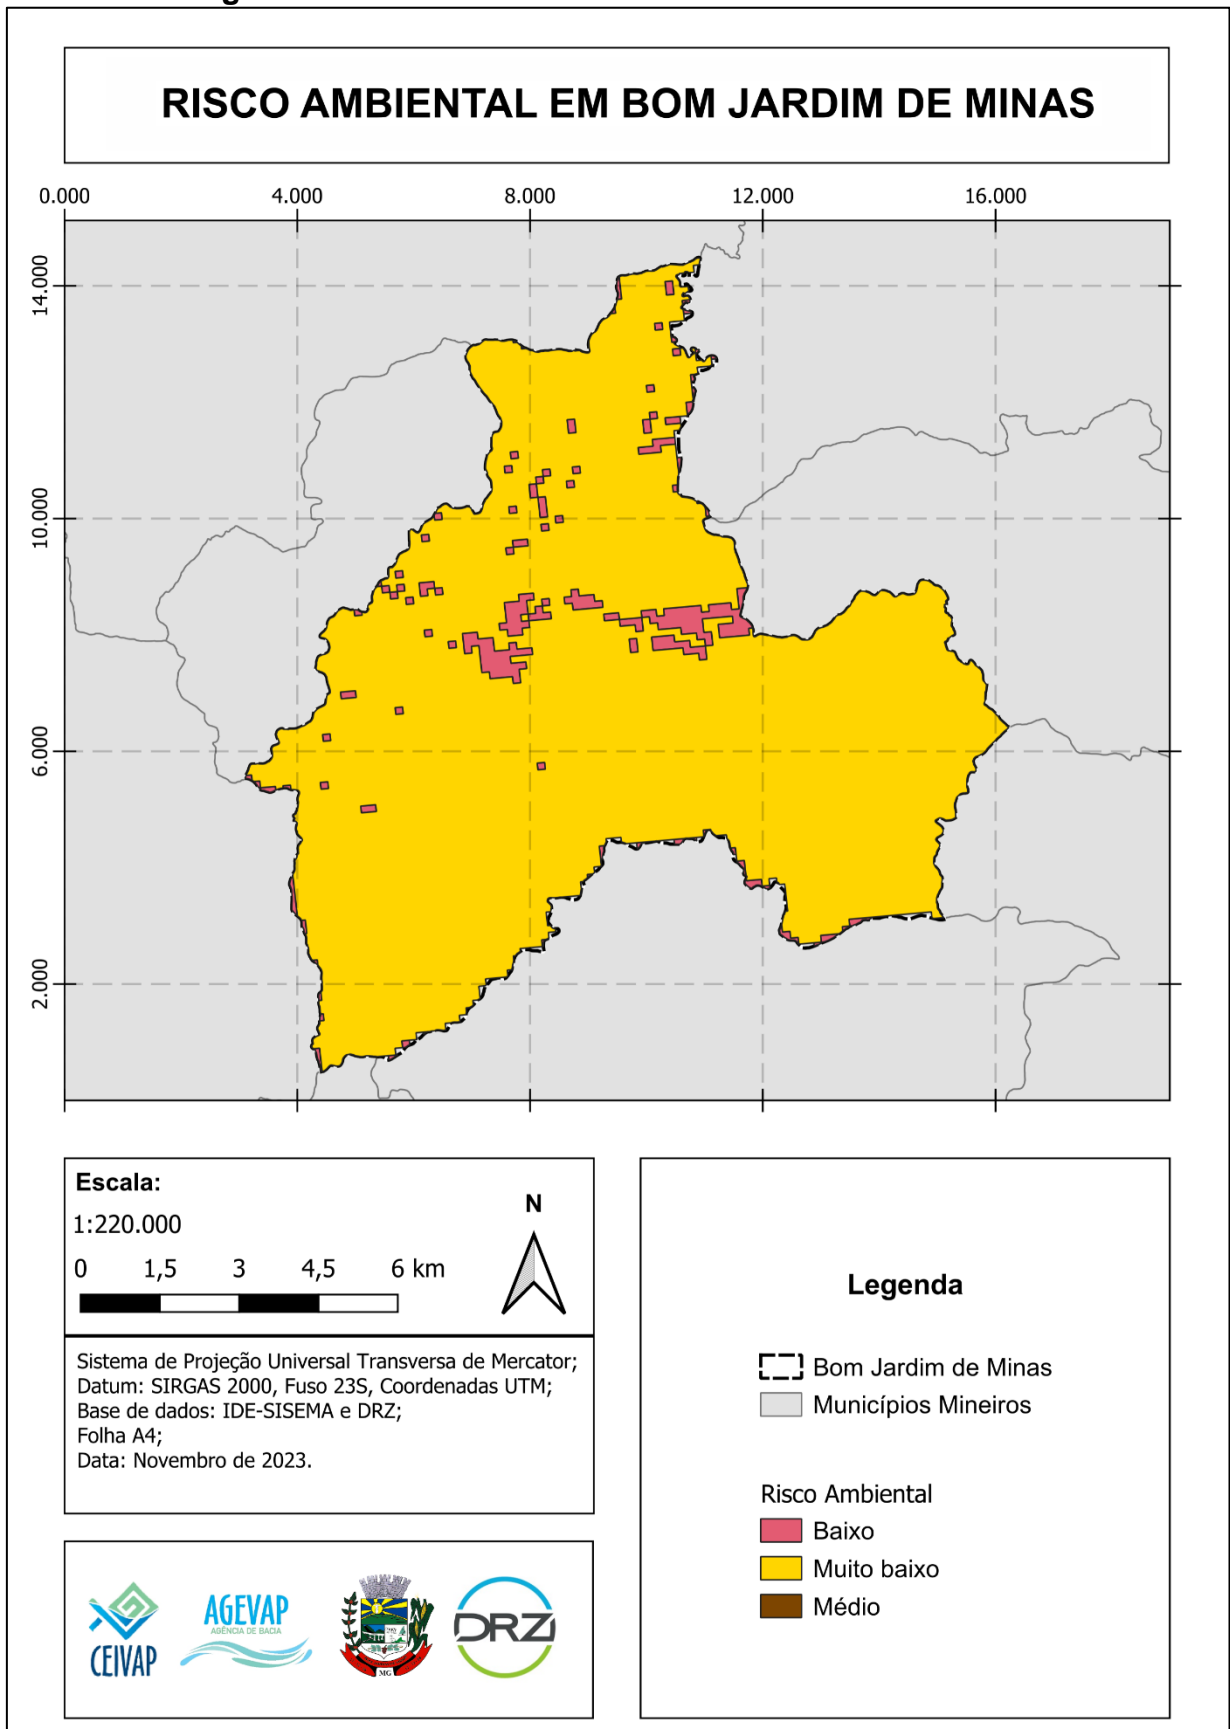 RISCO AMBIENTAL EM BOM JARDIM DE MINAS
0.000 4.000 8.000 12.000 16.000
14.000
10.000
6.000
2.000
Escala:
1:220.000
0 1,5 3 4,5 6 km
N
Sistema de Projeção Universal Transversa de Mercator;
Datum: SIRGAS 2000, Fuso 23S, Coordenadas UTM;
Base de dados: IDE-SISEMA e DRZ;
Folha A4;
Data: Novembro de 2023.
CEIVAP
AGEVAP
AGÊNCIA DE BACIA
MG
DRZ
Legenda
Bom Jardim de Minas
Municípios Mineiros
Risco Ambiental
Baixo
Muito baixo
Médio